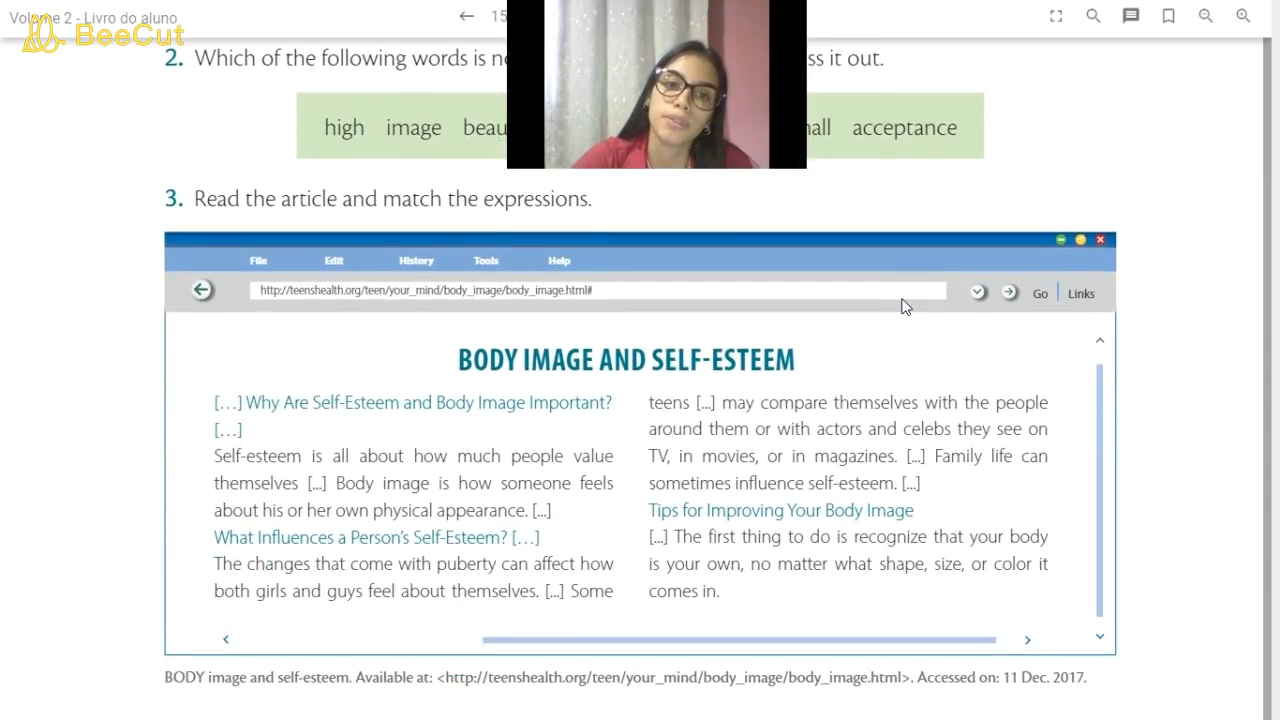 Volume 2 - Livro do aluno
15
BeeCut
2. Which of the following words is
ss it out.
high image beau
acceptance
3. Read the article and match the expressions.
File Edit History Tools Help
http://teenshealth.org/teen/your_mind/body_image/body_image.html#
Go Links
BODY IMAGE AND SELF-ESTEEM
[…] Why Are Self-Esteem and Body Image Important?
[…]
Self-esteem is all about how much people value
themselves [...] Body image is how someone feels
about his or her own physical appearance. [...]
What Influences a Person's Self-Esteem? […]
The changes that come with puberty can affect how
both girls and guys feel about themselves. [...] Some
teens [...] may compare themselves with the people
around them or with actors and celebs they see on
TV, in movies, or in magazines. [...] Family life can
sometimes influence self-esteem. [...]
Tips for Improving Your Body Image
[...] The first thing to do is recognize that your body
is your own, no matter what shape, size, or color it
comes in.
BODY image and self-esteem. Available at: <http://teenshealth.org/teen/your_mind/body_image/body_image.html>. Accessed on: 11 Dec. 2017.